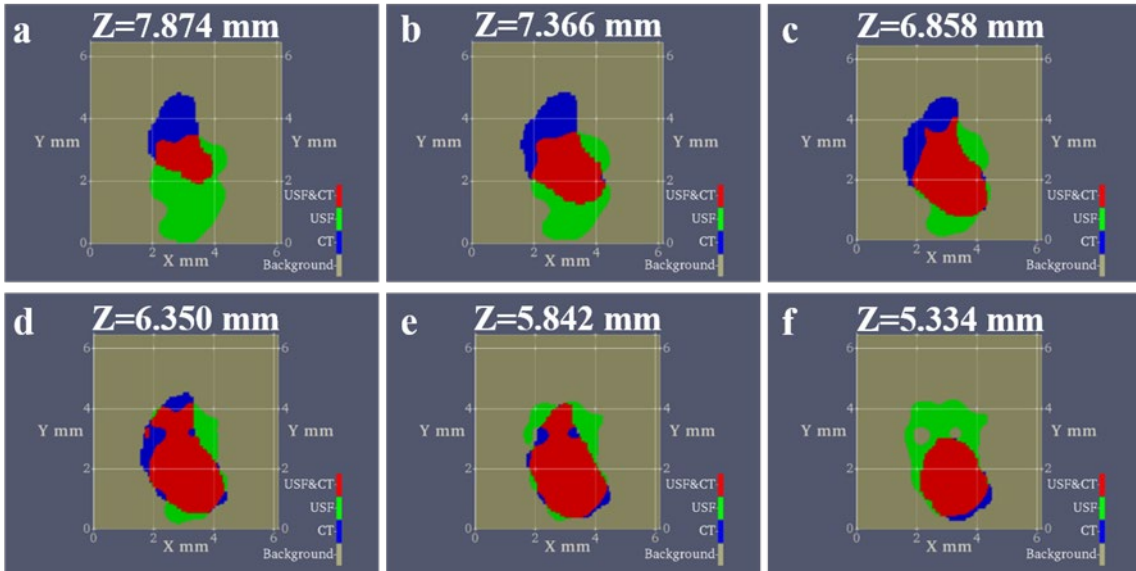 a Z=7.874 mm
6 6
4 4
Y mm Y mm
2 2
USF&CT
USF
0 0
CT
0 2 4 6
X mm
Background
b Z=7.366 mm
6 6
4 4
Y mm Y mm
2 2
USF&CT
USF
0 0
CT
0 2 4 6
X mm
Background
c Z=6.858 mm
6 6
4 4
Y mm Y mm
2 2
USF&CT
USF
0 0
CT
0 2 4 6
X mm
Background
d Z=6.350 mm
6 6
4 4
Y mm Y mm
2 2
USF&CT
USF
0 0
CT
0 2 4 6
X mm
Background
e Z=5.842 mm
6 6
4 4
Y mm Y mm
2 2
USF&CT
USF
0 0
CT
0 2 4 6
X mm
Background
f Z=5.334 mm
6 6
4 4
Y mm Y mm
2 2
USF&CT
USF
0 0
CT
0 2 4 6
X mm
Background